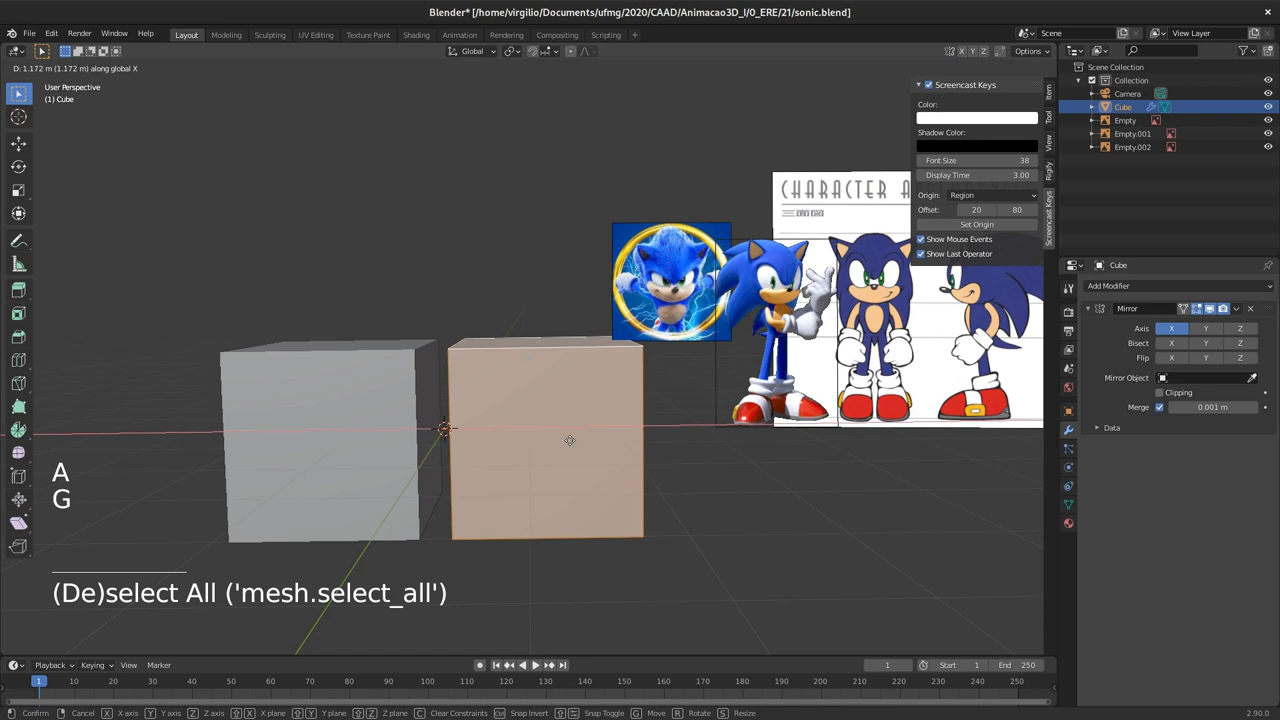 Blender* [/home/virgilio/Documents/ufmg/2020/CAAD/Animacao3D_I/0_ERE/21/sonic.blend]
File Edit Render Window Help Layout Modeling Sculpting UV Editing Texture Paint Shading Animation Rendering Compositing Scripting Scene View Layer
Global X Y Z Options
D: 1.172 m (1.172 m) along global X
User Perspective
(1) Cube
Screencast Keys
Color:
Shadow Color:
Font Size 38
Display Time 3.00
Origin: Region
Offset: 20 80
Set Origin
Show Mouse Events
Show Last Operator
Item
Tool
View
Rigify
Screencast Keys
Scene Collection
Collection
Camera
Cube
Empty
Empty.001
Empty.002
CHARACTER A
Cube
Add Modifier
Mirror
Axis X Y Z
Bisect X Y Z
Flip X Y Z
Mirror Object
Clipping
Merge 0.001 m
Data
A
G
(De)select All ('mesh.select_all')
Playback Keying View Marker 1 Start 1 End 250
1 10 20 30 40 50 60 70 80 90 100 110 120 130 140 150 160 170 180 190 200 210 220 230 240 250
Confirm Cancel X X axis Y Y axis Z Z axis X X plane Y Y plane Z Z plane C Clear Constraints Ctrl Snap Invert Snap Toggle G Move R Rotate S Resize 2.90.0